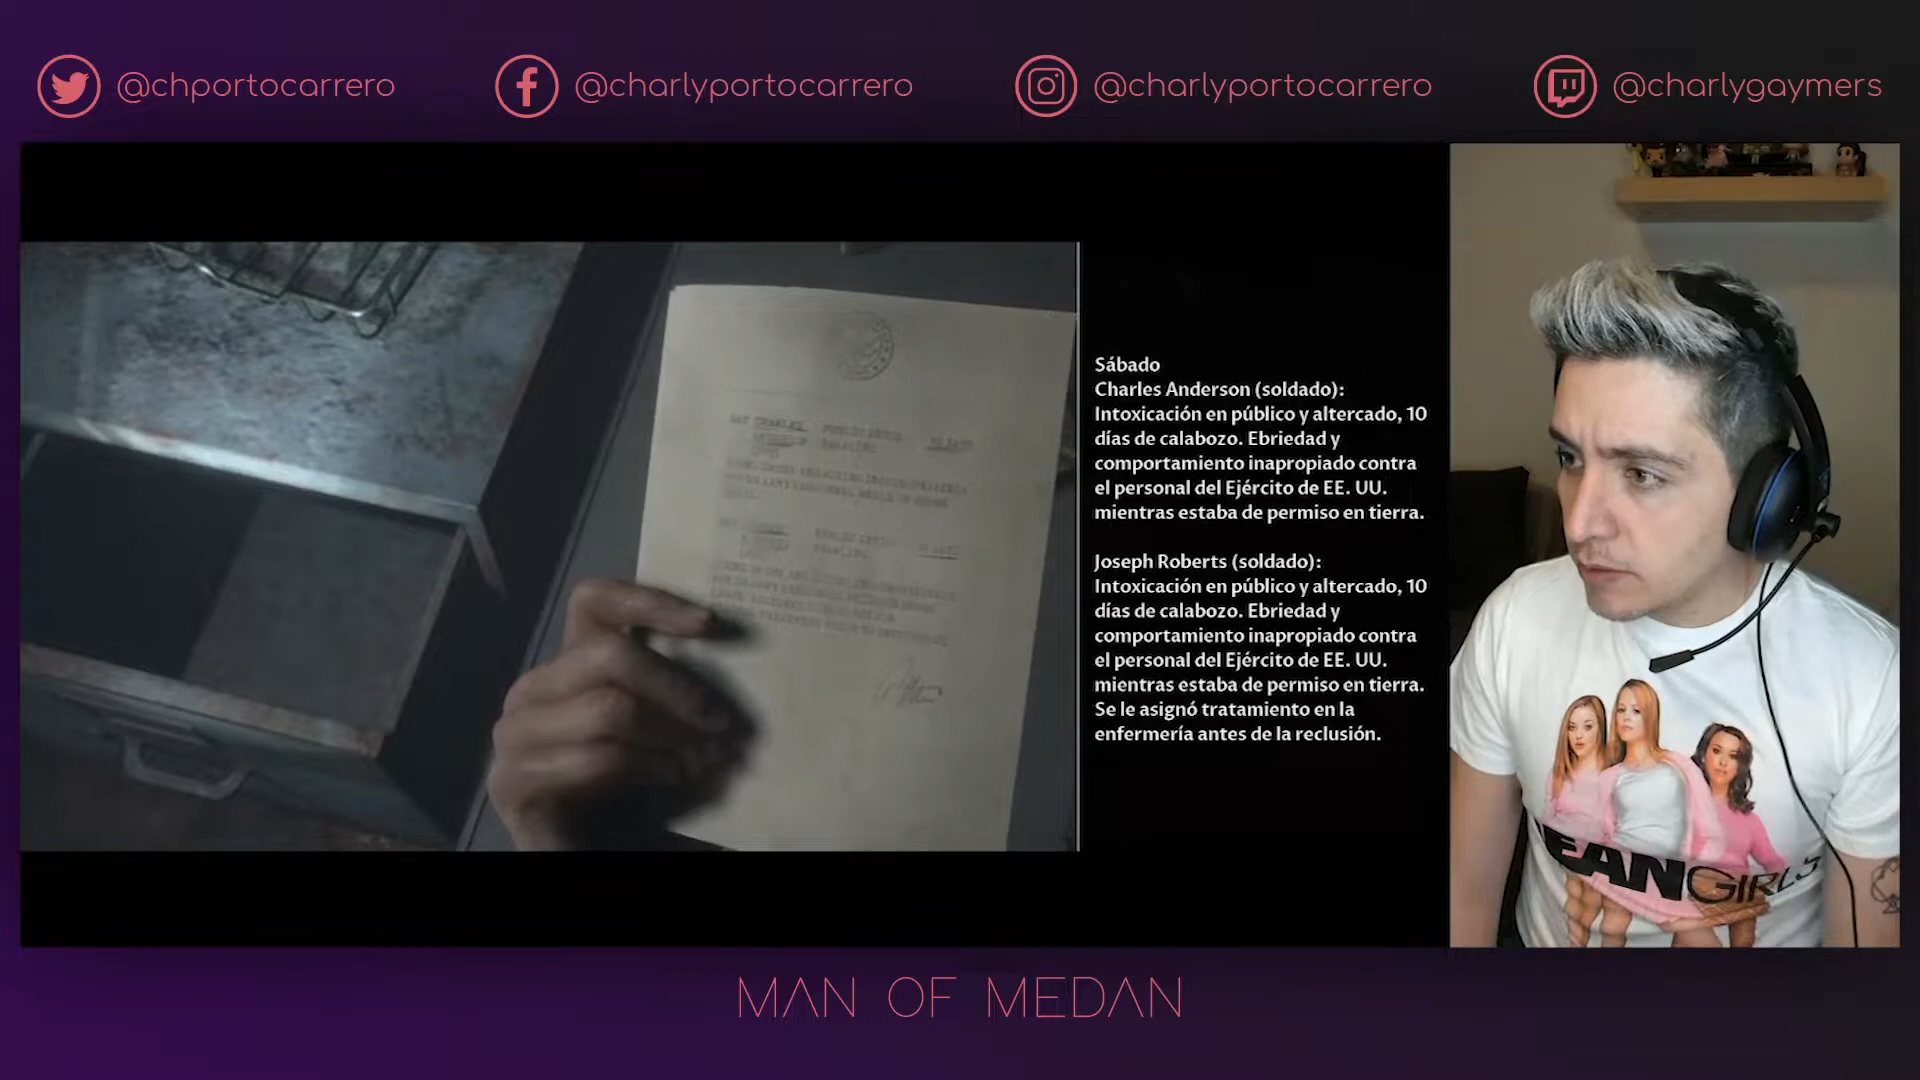 @chportocarrero
@charlyportocarrero
@charlyportocarrero
@charlygaymers
Sábado
Charles Anderson (soldado):
Intoxicación en público y altercado, 10
días de calabozo. Ebriedad y
comportamiento inapropiado contra
el personal del Ejército de EE. UU.
mientras estaba de permiso en tierra.
Joseph Roberts (soldado):
Intoxicación en público y altercado, 10
días de calabozo. Ebriedad y
comportamiento inapropiado contra
el personal del Ejército de EE. UU.
mientras estaba de permiso en tierra.
Se le asignó tratamiento en la
enfermería antes de la reclusión.
EAN GIRLS
MAN OF MEDAN